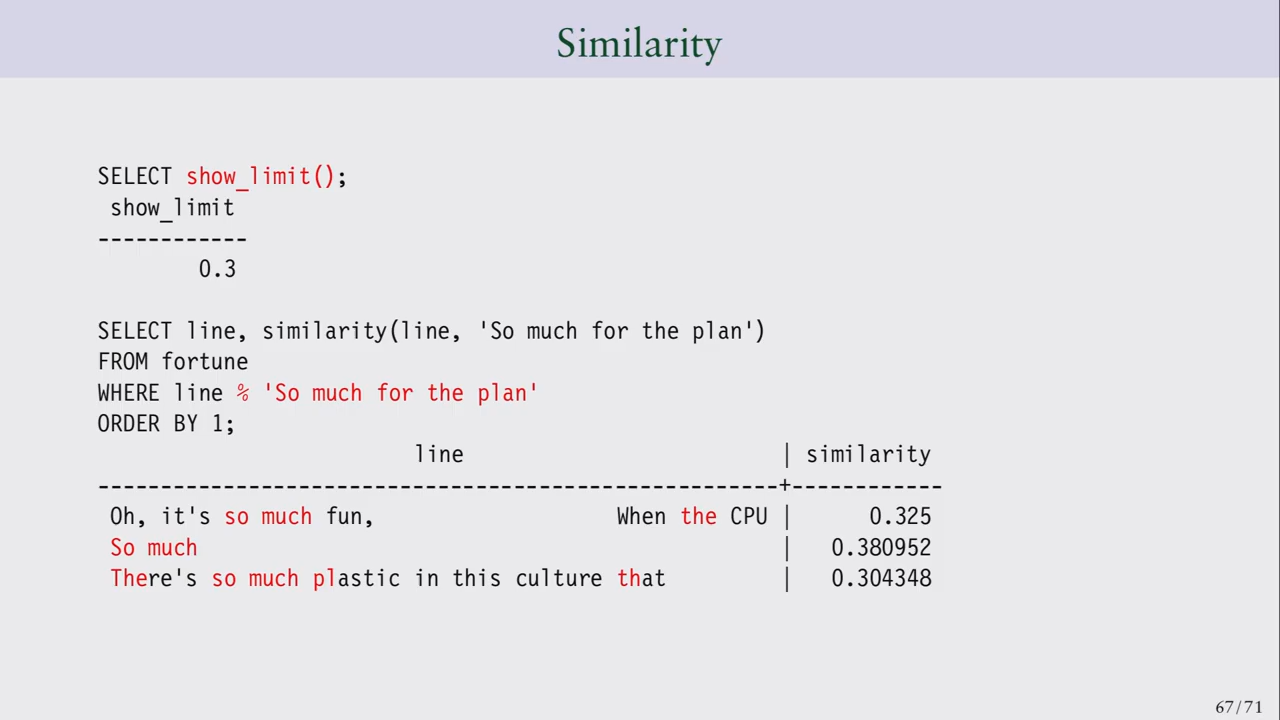 Similarity
SELECT show_limit();
show_limit
------------
0.3
SELECT line, similarity(line, 'So much for the plan')
FROM fortune
WHERE line % 'So much for the plan'
ORDER BY 1;
line | similarity
------------------------------------------------------+------------
Oh, it's so much fun, When the CPU | 0.325
So much | 0.380952
There's so much plastic in this culture that | 0.304348
67/71